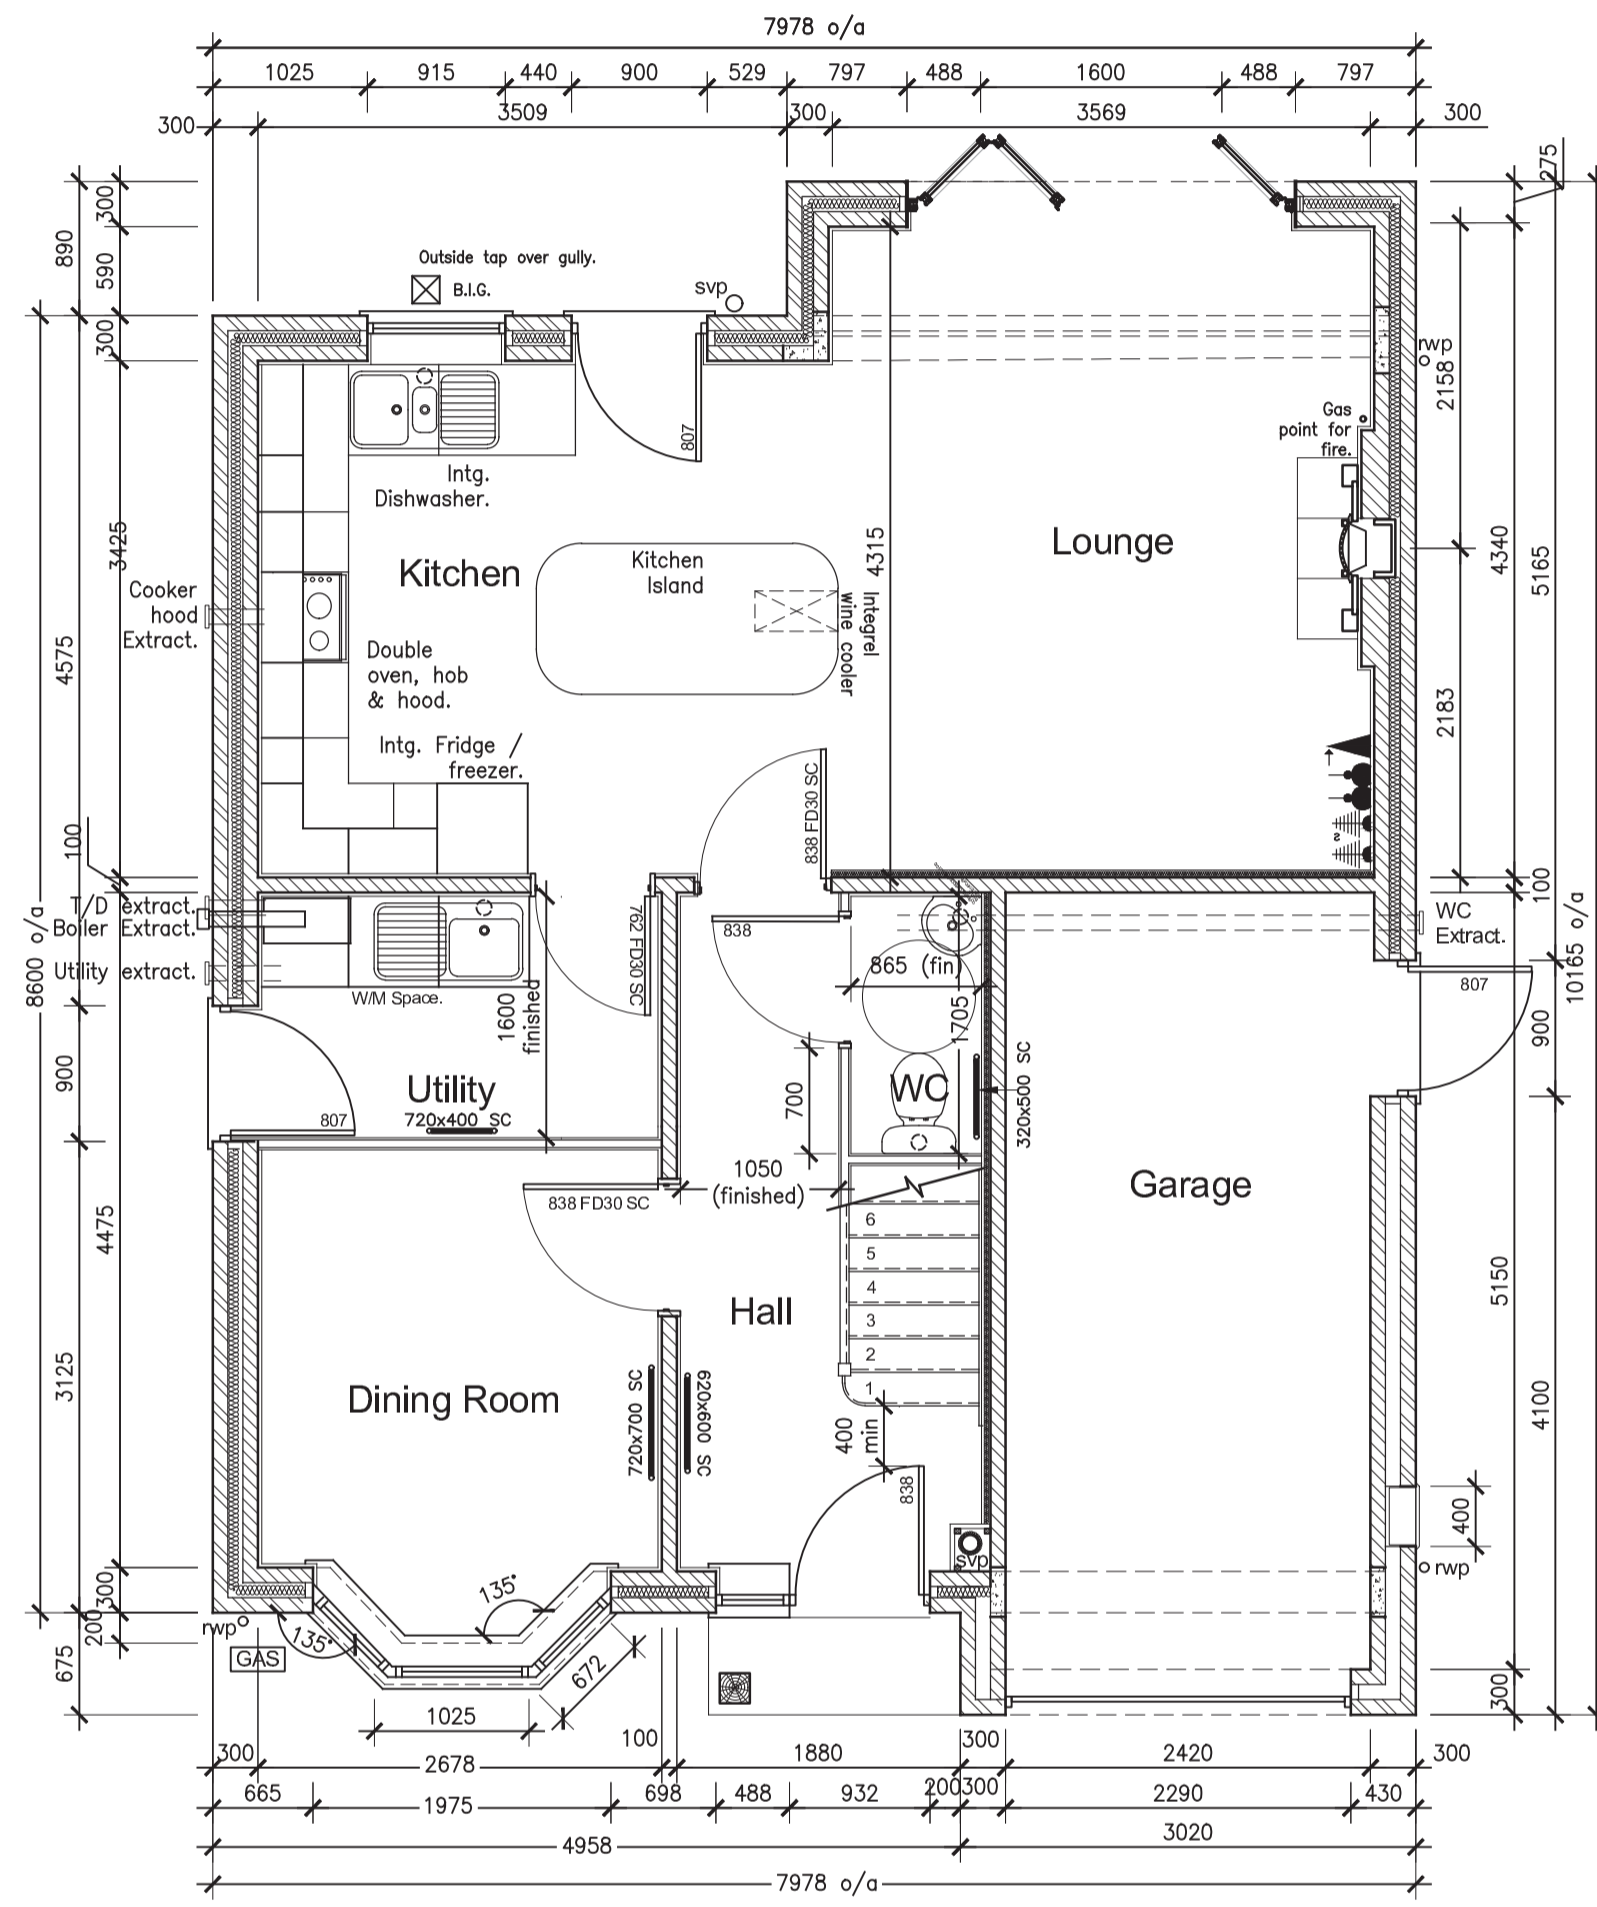 7978 o/a
1025 915 440 900 529 797 488 1600 488 797
300 3509 300 3569 300
275
300
890
590
300
Outside tap over gully.
B.I.G.
svp
rwp
2158
807
Gas
point for
fire.
Intg.
Dishwasher.
3425
Kitchen
Kitchen
Island
4315
Lounge
4340
5165
Cooker
hood
Extract.
Integrel
wine cooler
Double
oven, hob
& hood.
4575
2183
Intg. Fridge /
freezer.
838 FD30 SC
100
100
T/D extract.
Boiler Extract.
Utility extract.
8600 o/a
W/M Space.
762 FD30 SC
1600
finished
838
865 (fin)
1705
WC
Extract.
807
10165 o/a
900
900
Utility
720x400 SC
807
700
WC
320x500 SC
1050
(finished)
838 FD30 SC
4475
Garage
6
5
4
3
2
1
5150
Hall
3125
Dining Room
720x700 SC
620x600 SC
400
min
4100
838
400
svp
rwp
300
200
135°
135°
rwp
GAS
675
672
1025
300
300 2678 100 1880 300 2420 300
665 1975 698 488 932 200 300 2290 430
4958 3020
7978 o/a